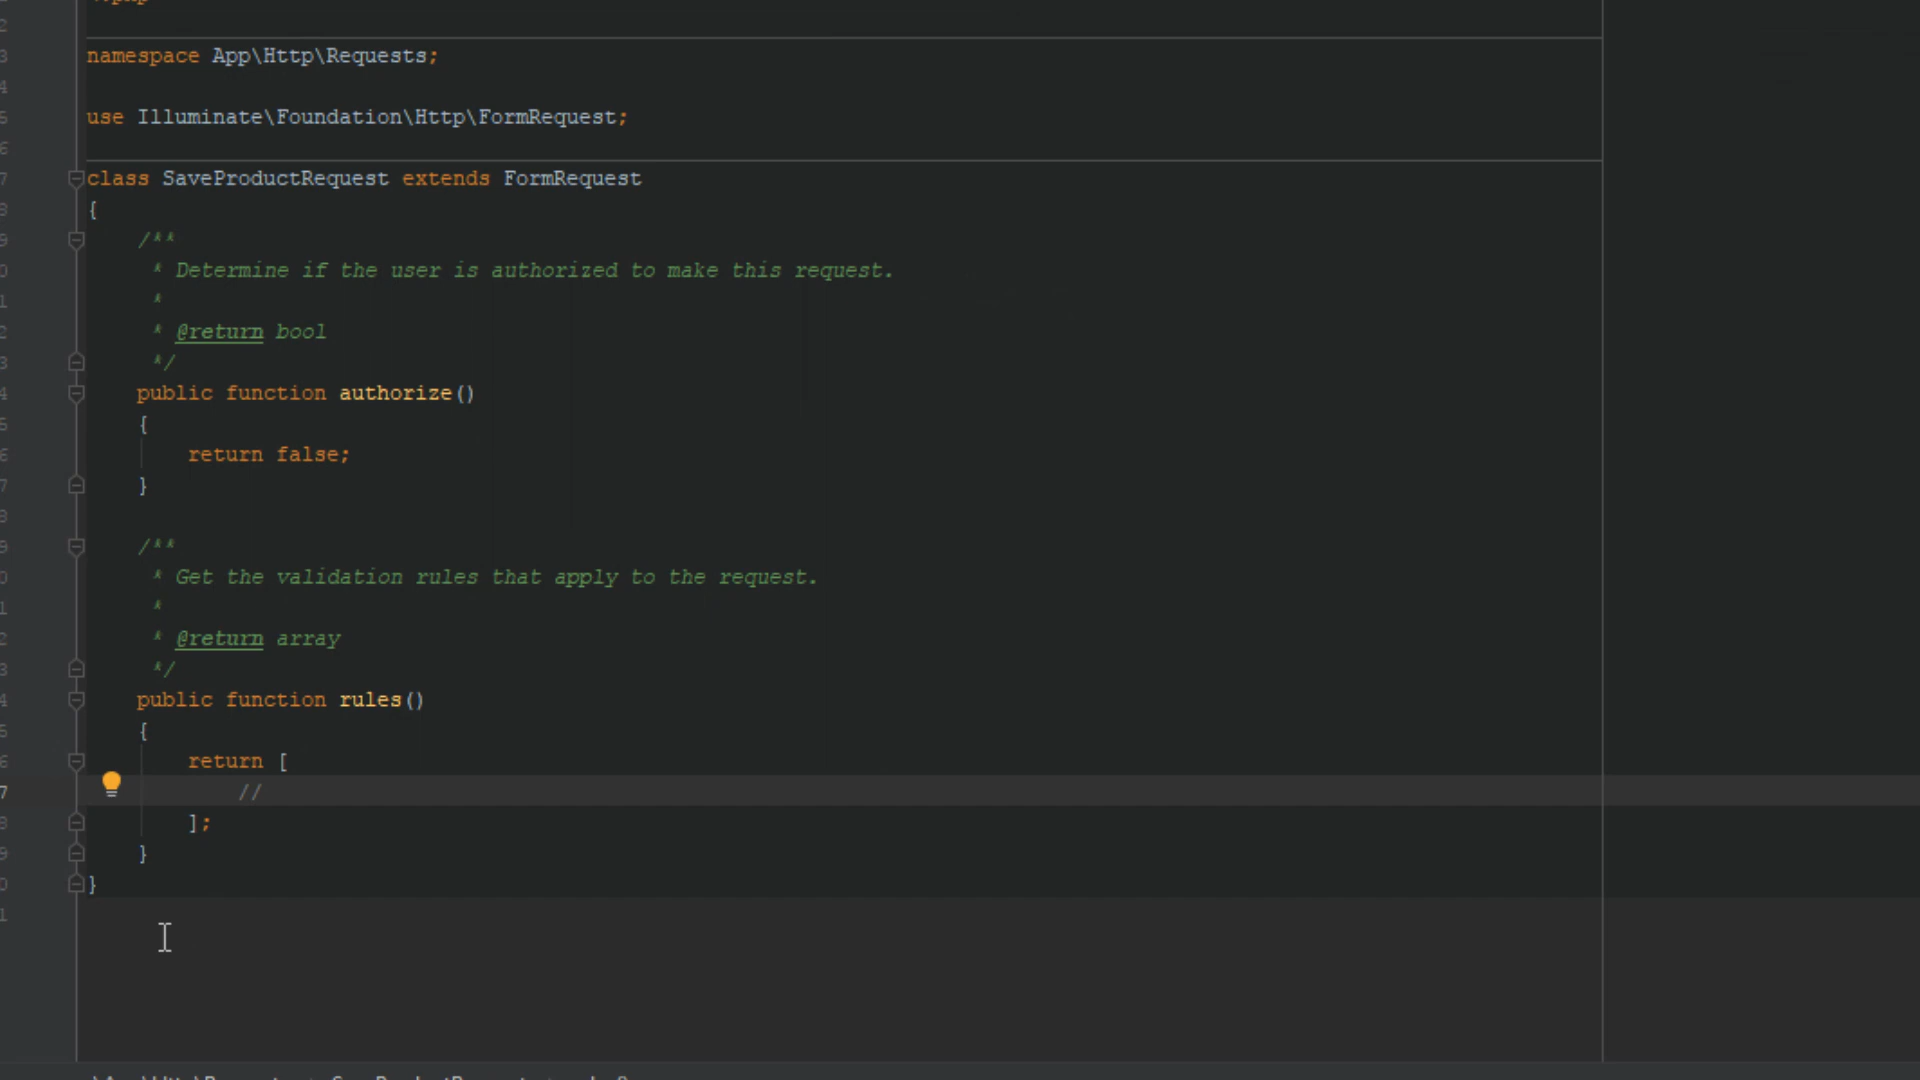 namespace App\Http\Requests;
use Illuminate\Foundation\Http\FormRequest;
class SaveProductRequest extends FormRequest
{
/**
* Determine if the user is authorized to make this request.
*
* @return bool
*/
public function authorize()
{
return false;
}
/**
* Get the validation rules that apply to the request.
*
* @return array
*/
public function rules()
{
return [
//
];
}
}